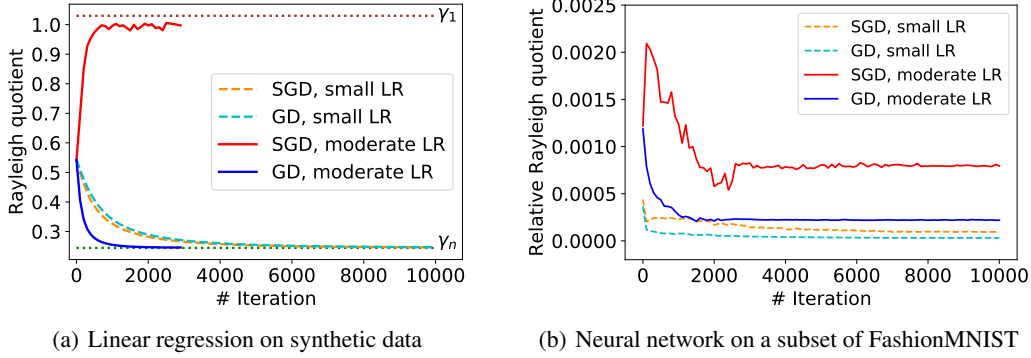 Rayleigh quotient
1.0
0.9
0.8
0.7
0.6
0.5
0.4
0.3
γ1
γn
SGD, small LR
GD, small LR
SGD, moderate LR
GD, moderate LR
0 2000 4000 6000 8000 10000
# Iteration
(a) Linear regression on synthetic data
Relative Rayleigh quotient
0.0025
0.0020
0.0015
0.0010
0.0005
0.0000
SGD, small LR
GD, small LR
SGD, moderate LR
GD, moderate LR
0 2000 4000 6000 8000 10000
# Iteration
(b) Neural network on a subset of FashionMNIST